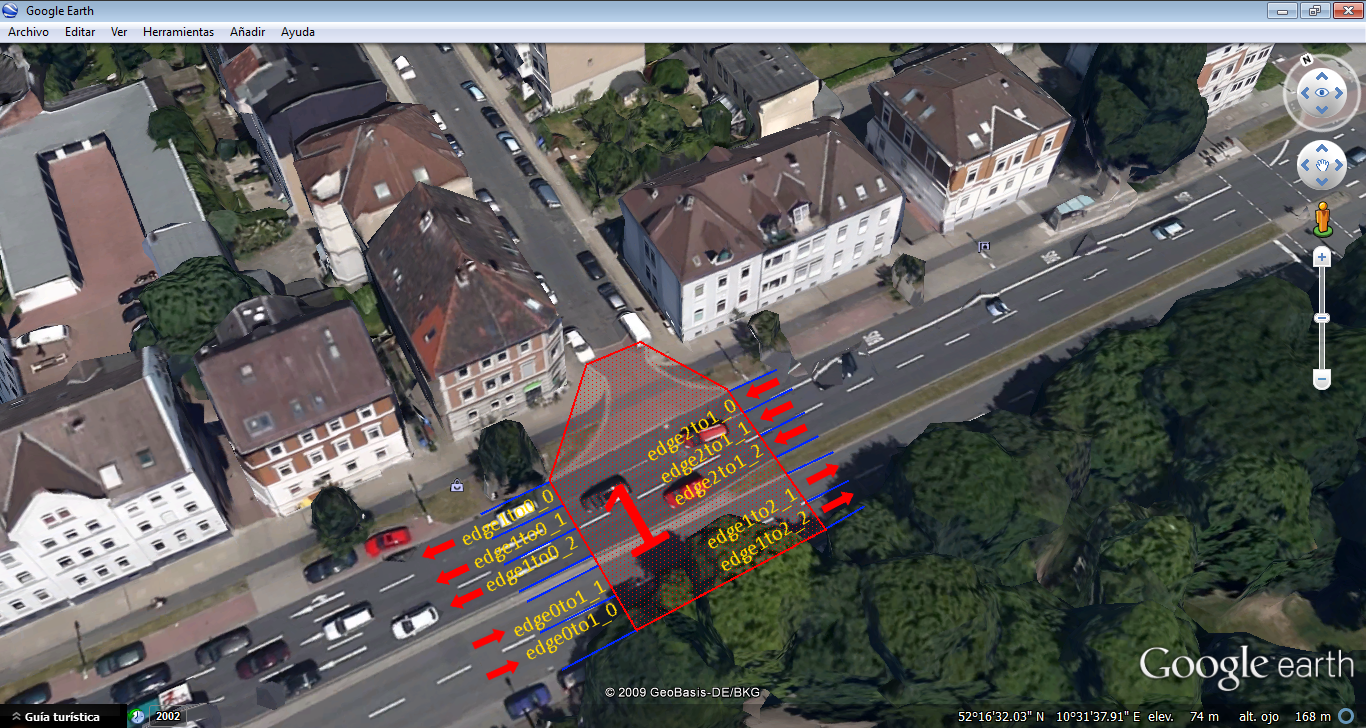 Google Earth
Archivo Editar Ver Herramientas Añadir Ayuda
N
BUS
BUS
edge2to1_0
edge2to1_1
edge2to1_2
edge1to2_1
edge1to2_2
edge1to0_0
edge1to0_1
edge1to0_2
edge0to1_1
edge0to1_0
Google earth
© 2009 GeoBasis-DE/BKG
Guía turística 2002 52°16'32.03" N 10°31'37.91" E elev. 74 m alt. ojo 168 m